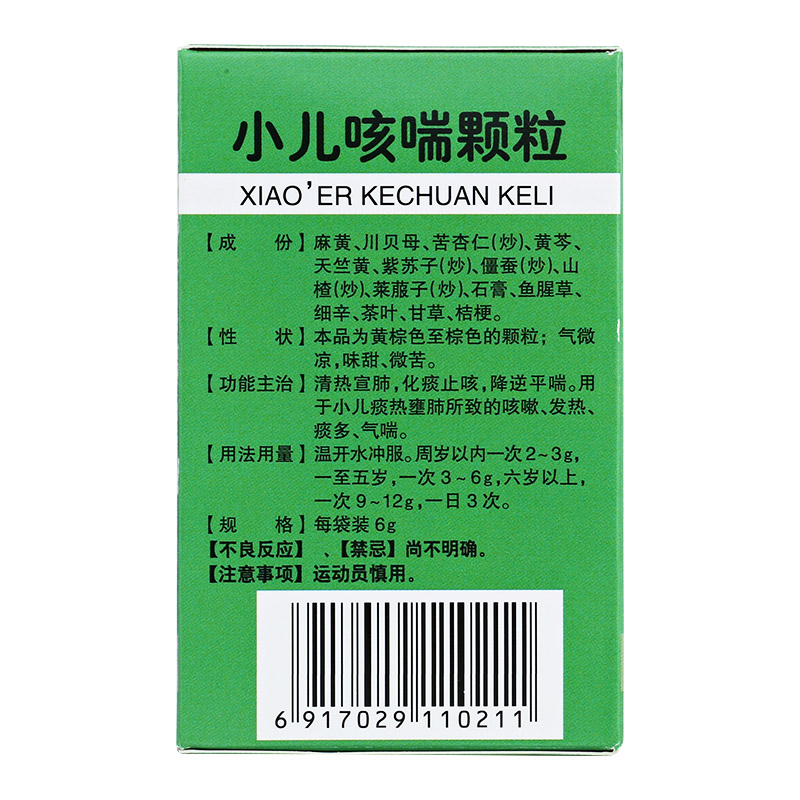 小儿咳喘颗粒
XIAO'ER KECHUAN KELI
【成　份】麻黄、川贝母、苦杏仁(炒)、黄芩、
天竺黄、紫苏子(炒)、僵蚕(炒)、山
楂(炒)、莱菔子(炒)、石膏、鱼腥草、
细辛、茶叶、甘草、桔梗。
【性　状】本品为黄棕色至棕色的颗粒；气微
凉，味甜、微苦。
【功能主治】清热宣肺，化痰止咳，降逆平喘。用
于小儿痰热壅肺所致的咳嗽、发热、
痰多、气喘。
【用法用量】温开水冲服。周岁以内一次2~3g，
一至五岁，一次3~6g，六岁以上，
一次9~12g，一日3次。
【规　格】每袋装6g
【不良反应】、【禁忌】尚不明确。
【注意事项】运动员慎用。
6 917029 110211